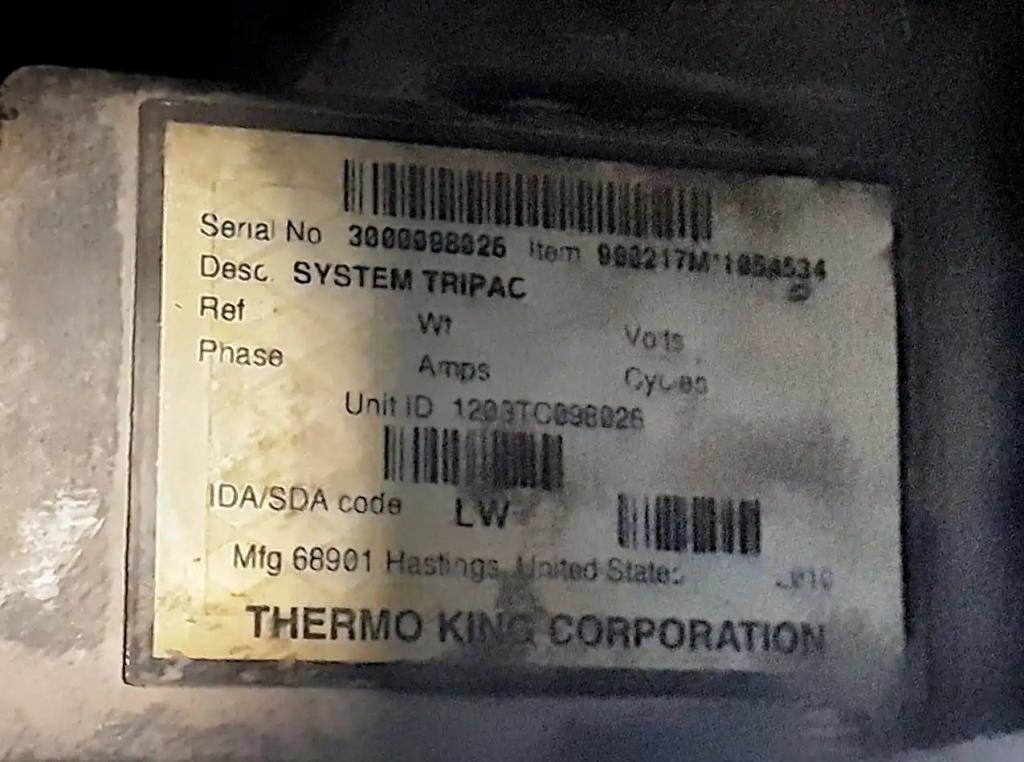 Serial No 3000098026 Item
Desc. SYSTEM TRIPAC
Ref Wt Volts
Phase Amps Cycles
Unit ID
IDA/SDA code LW
Mfg 68901 Hastings, United States
THERMO KING CORPORATION